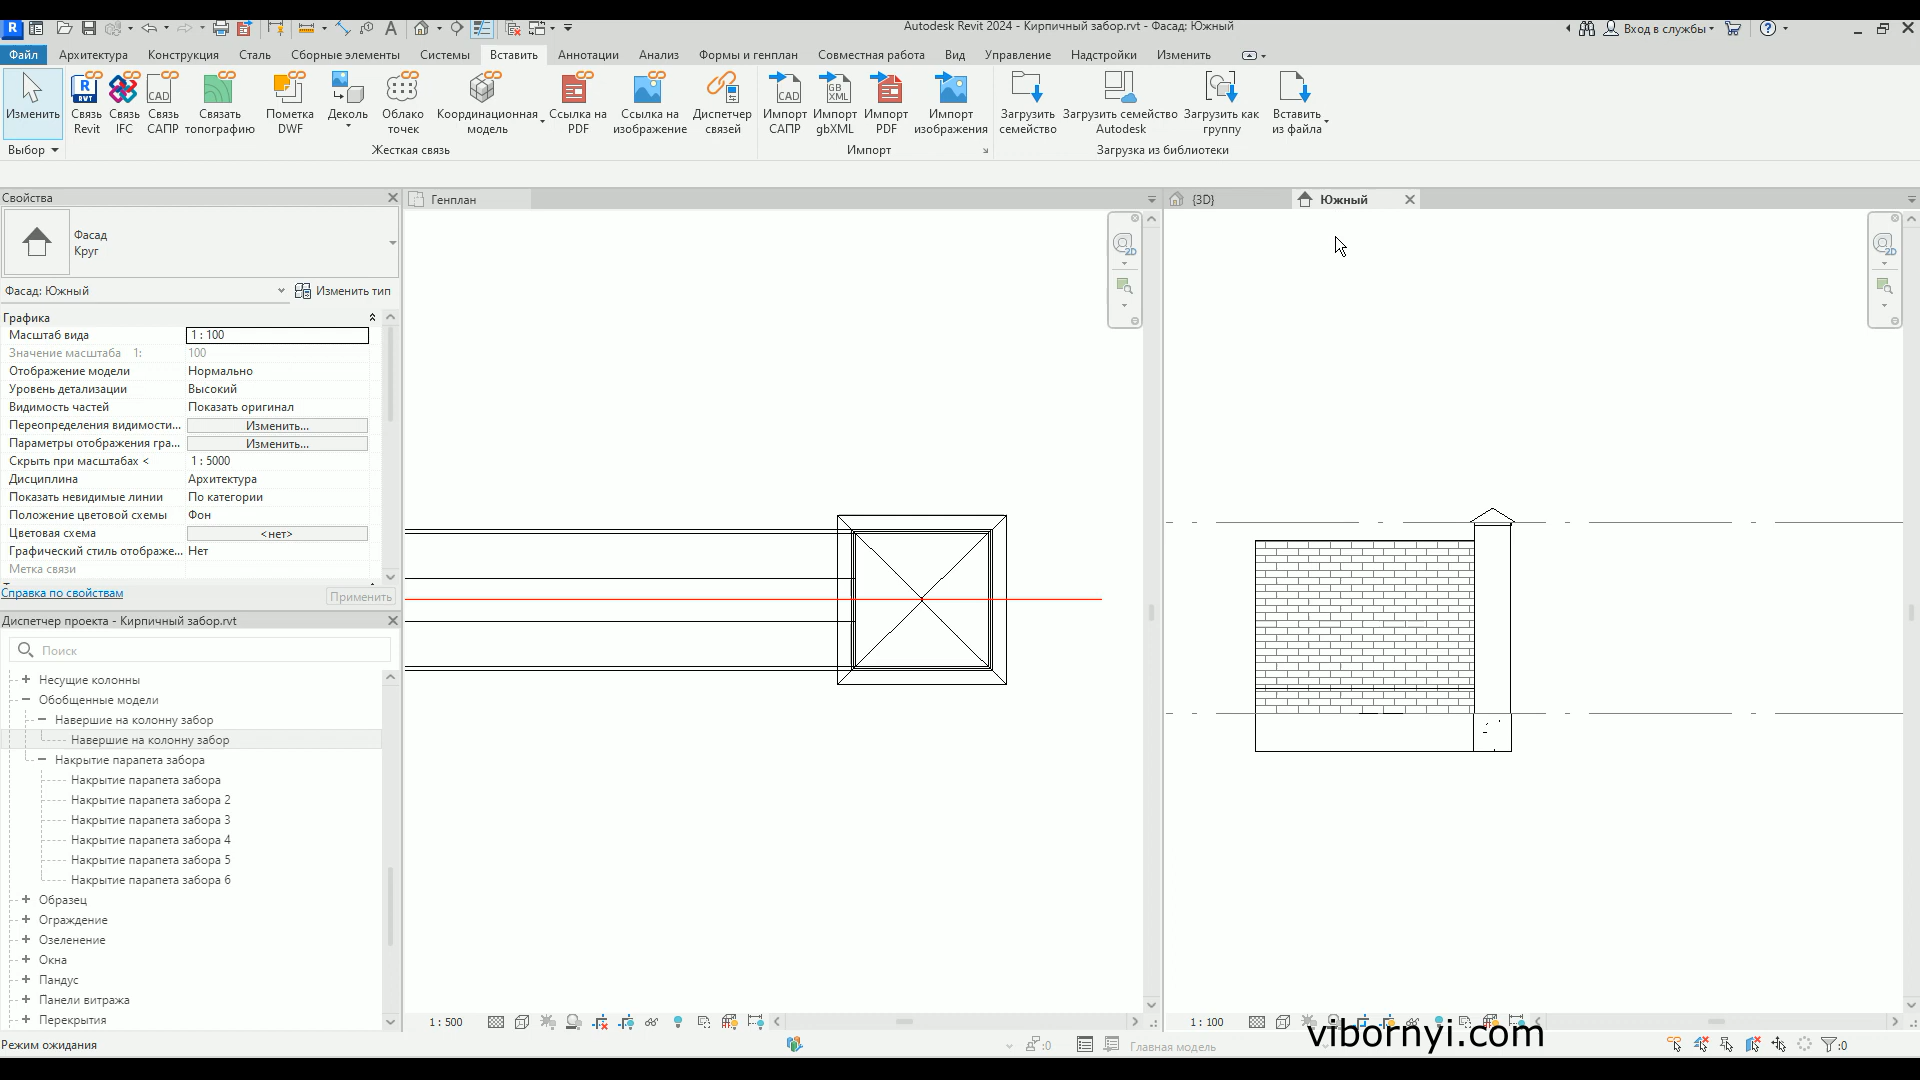 Autodesk Revit 2024 - Кирпичный забор.rvt - Фасад: Южный
Вход в службы
Файл Архитектура Конструкция Сталь Сборные элементы Системы Вставить Аннотации Анализ Формы и генплан Совместная работа Вид Управление Надстройки Изменить
Изменить
Связь Revit
Связь IFC
Связь САПР
Связать топографию
Пометка DWF
Деколь
Облако точек
Координационная модель
Ссылка на PDF
Ссылка на изображение
Диспетчер связей
Импорт САПР
Импорт gbXML
Импорт PDF
Импорт изображения
Загрузить семейство
Загрузить семейство Autodesk
Загрузить как группу
Вставить из файла
Выбор
Жесткая связь
Импорт
Загрузка из библиотеки
Свойства
Фасад
Круг
Фасад: Южный
Изменить тип
Графика
Масштаб вида 1 : 100
Значение масштаба 1: 100
Отображение модели Нормально
Уровень детализации Высокий
Видимость частей Показать оригинал
Переопределения видимости... Изменить...
Параметры отображения гра... Изменить...
Скрыть при масштабах < 1 : 5000
Дисциплина Архитектура
Показать невидимые линии По категории
Положение цветовой схемы Фон
Цветовая схема <нет>
Графический стиль отображе... Нет
Метка связи
Справка по свойствам
Применить
Диспетчер проекта - Кирпичный забор.rvt
Поиск
Несущие колонны
Обобщенные модели
Навершие на колонну забор
Навершие на колонну забор
Накрытие парапета забора
Накрытие парапета забора
Накрытие парапета забора 2
Накрытие парапета забора 3
Накрытие парапета забора 4
Накрытие парапета забора 5
Накрытие парапета забора 6
Образец
Ограждение
Озеленение
Окна
Пандус
Панели витража
Перекрытия
Генплан
{3D}
Южный
2D
2D
1 : 500
1 : 100
vibornyi.com
Режим ожидания
:0
Главная модель
:0